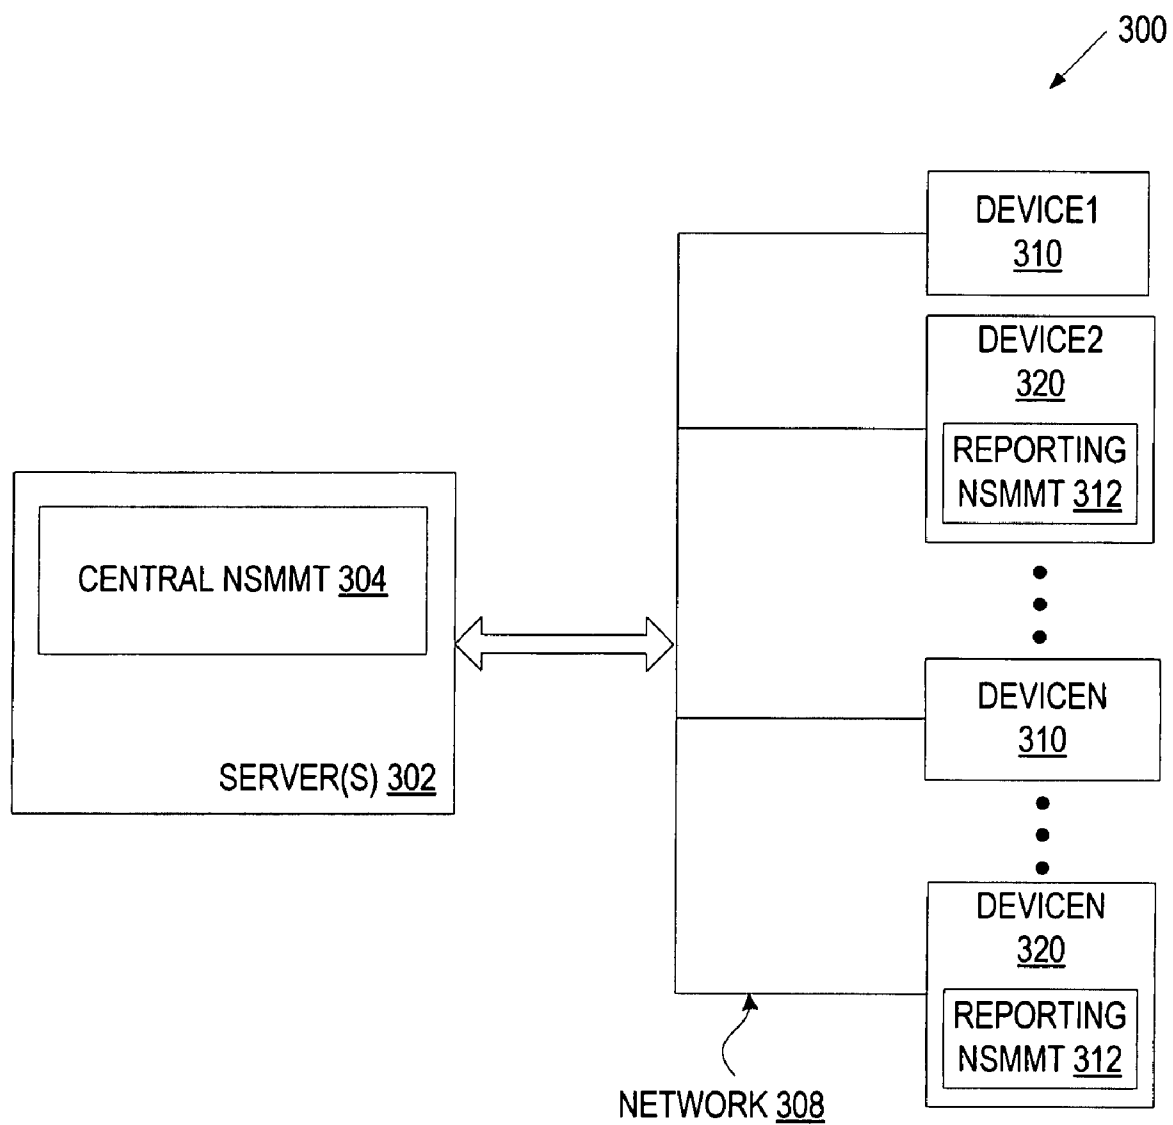 300
DEVICE1
310
DEVICE2
320
REPORTING
NSMMT 312
CENTRAL NSMMT 304
SERVER(S) 302
DEVICEN
310
DEVICEN
320
REPORTING
NSMMT 312
NETWORK 308